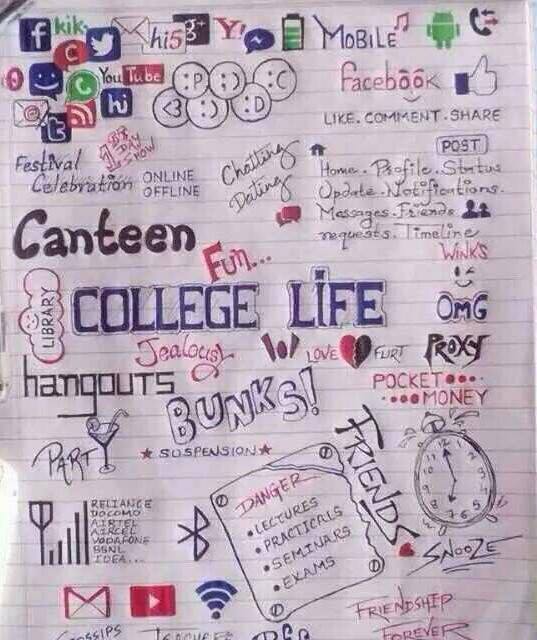 f kik
hi5 g+ Y!
MOBILE
You Tube
:P :) :C
<3 :) :D
hi
@
t
facebook
LIKE. COMMENT. SHARE
POST
Festival
Celebration
B'DAY
SHOW
ONLINE
OFFLINE
Chatting
Dating
Home. Profile. Status
Update. Notifications.
Messages. Friends
requests. Timeline
Canteen
Fun...
WINKS
LIBRARY
COLLEGE LIFE
OMG
Jealousy
\o/
LOVE FLIRT
PROXY
hangouts
POCKET
MONEY
BUNKS!
PARTY
SUSPENSION
FRIENDS
12
SNOOZE
RELIANCE
DOCOMO
AIRTEL
AIRCEL
VODAFONE
BSNL
IDEA...
DANGER
• LECTURES
• PRACTICALS
• SEMINARS
• EXAMS
FRIENDSHIP
FOREVER
GOSSIPS